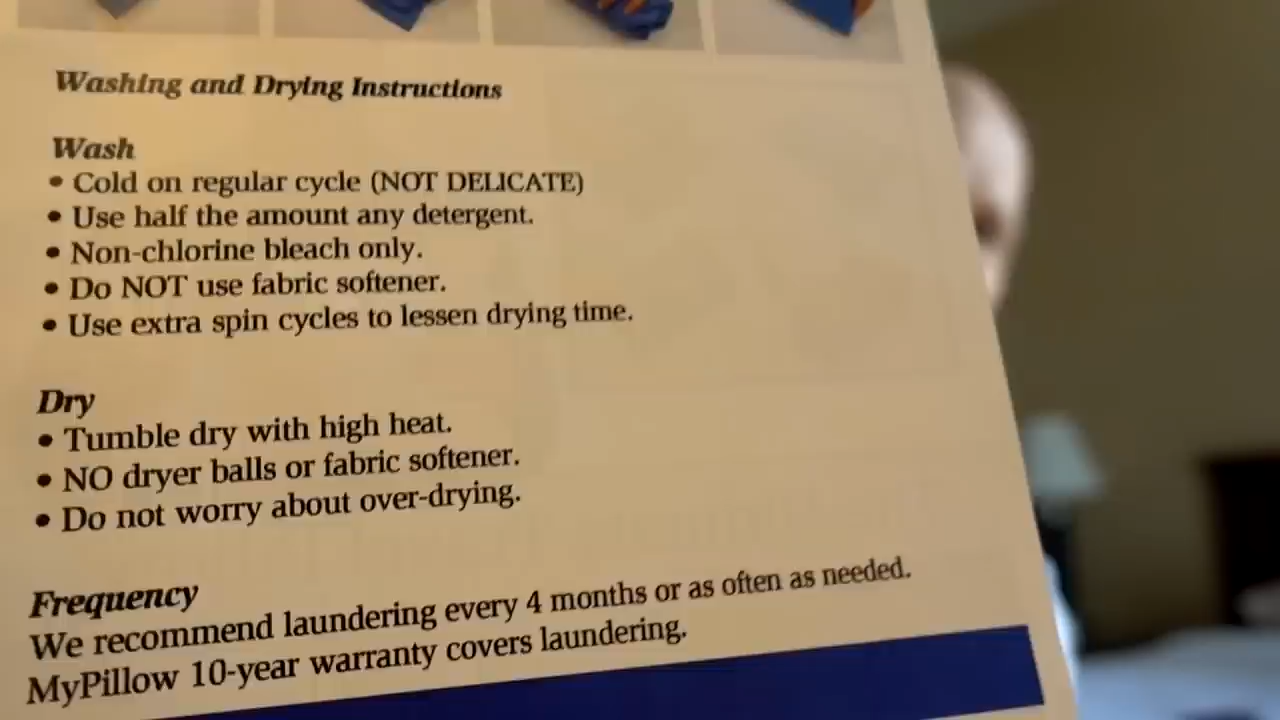 Washing and Drying Instructions
Wash
• Cold on regular cycle (NOT DELICATE)
• Use half the amount any detergent.
• Non-chlorine bleach only.
• Do NOT use fabric softener.
• Use extra spin cycles to lessen drying time.
Dry
• Tumble dry with high heat.
• NO dryer balls or fabric softener.
• Do not worry about over-drying.
Frequency
We recommend laundering every 4 months or as often as needed.
MyPillow 10-year warranty covers laundering.